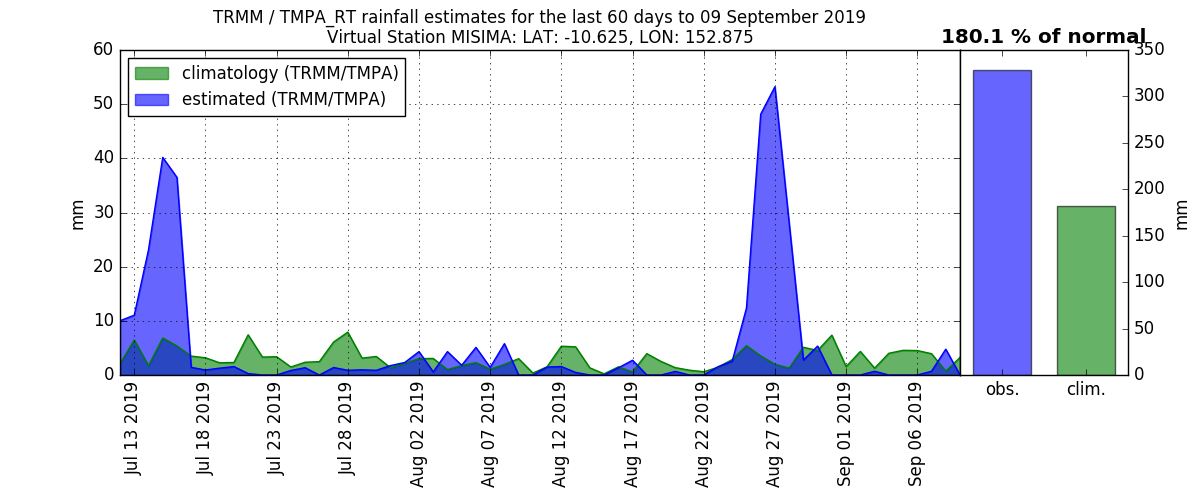 TRMM / TMPA_RT rainfall estimates for the last 60 days to 09 September 2019
Virtual Station MISIMA: LAT: -10.625, LON: 152.875
180.1 % of normal
climatology (TRMM/TMPA)
estimated (TRMM/TMPA)
60
50
40
30
20
10
0
mm
Jul 13 2019
Jul 18 2019
Jul 23 2019
Jul 28 2019
Aug 02 2019
Aug 07 2019
Aug 12 2019
Aug 17 2019
Aug 22 2019
Aug 27 2019
Sep 01 2019
Sep 06 2019
obs.
clim.
350
300
250
200
150
100
50
0
mm